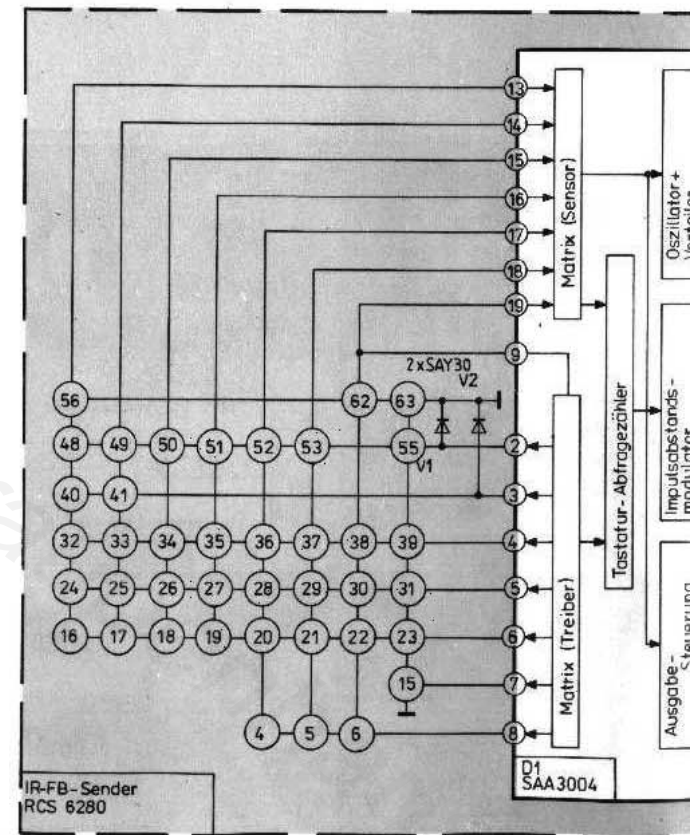 13
14
15
16
17
18
19
9
2
3
4
5
6
7
8
Matrix (Sensor)
Matrix (Treiber)
Tastatur-Abfragezähler
Oszillator +
Impulsabstands-
modulator
Ausgabe-
Steuerung
2xSAY30
V2
V1
56 62 63
48 49 50 51 52 53 55
40 41
32 33 34 35 36 37 38 39
24 25 26 27 28 29 30 31
16 17 18 19 20 21 22 23
15
4 5 6
IR-FB-Sender
RCS 6280
D1
SAA3004